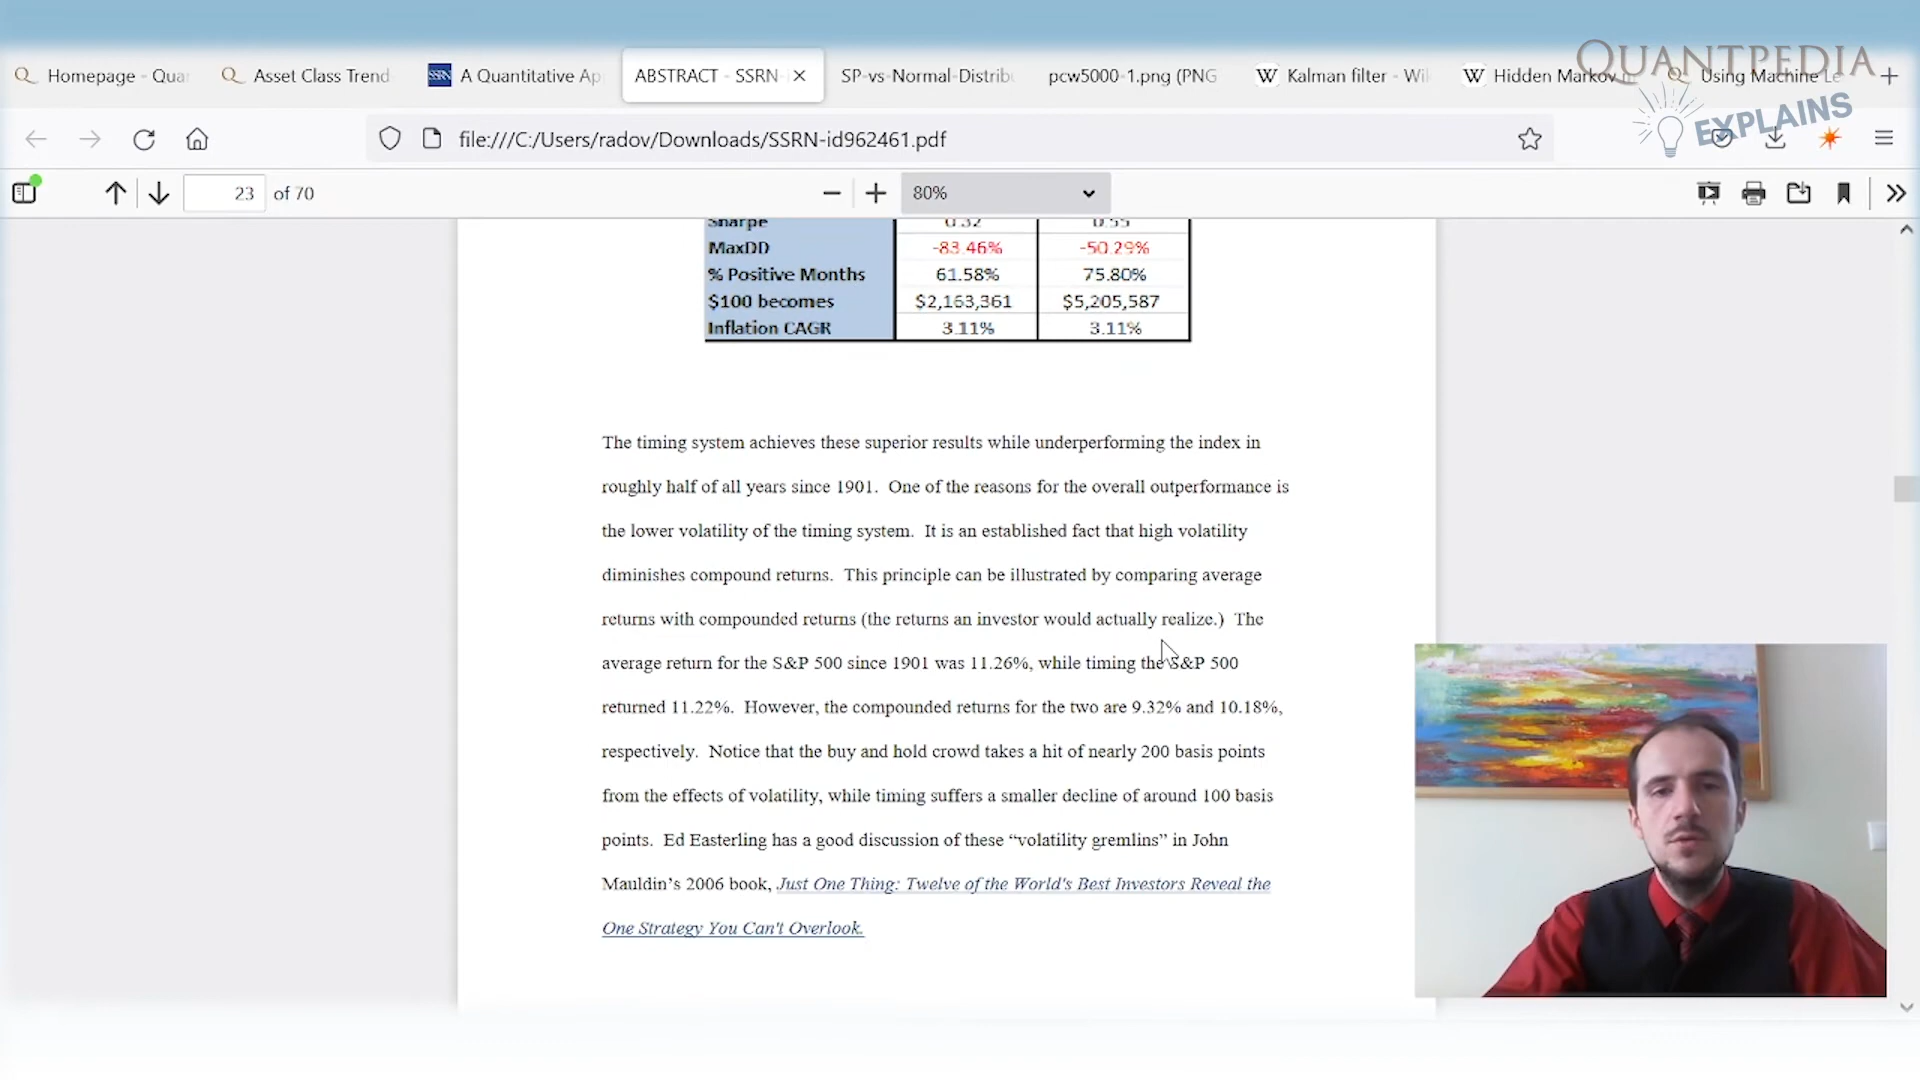 QUANTPEDIA
EXPLAINS
Homepage - Qua
Asset Class Trend
SSRN
A Quantitative Ap
ABSTRACT - SSRN
SP-vs-Normal-Distrib
pcw5000-1.png (PNG
W Kalman filter - Wik
W Hidden Markov m
Using Machine Le
file:///C:/Users/radov/Downloads/SSRN-id962461.pdf
23 of 70
80%
Sharpe 0.32 0.55
MaxDD -83.46% -50.29%
% Positive Months 61.58% 75.80%
$100 becomes $2,163,361 $5,205,587
Inflation CAGR 3.11% 3.11%
The timing system achieves these superior results while underperforming the index in
roughly half of all years since 1901. One of the reasons for the overall outperformance is
the lower volatility of the timing system. It is an established fact that high volatility
diminishes compound returns. This principle can be illustrated by comparing average
returns with compounded returns (the returns an investor would actually realize.) The
average return for the S&P 500 since 1901 was 11.26%, while timing the S&P 500
returned 11.22%. However, the compounded returns for the two are 9.32% and 10.18%,
respectively. Notice that the buy and hold crowd takes a hit of nearly 200 basis points
from the effects of volatility, while timing suffers a smaller decline of around 100 basis
points. Ed Easterling has a good discussion of these “volatility gremlins” in John
Mauldin’s 2006 book, Just One Thing: Twelve of the World's Best Investors Reveal the
One Strategy You Can't Overlook.